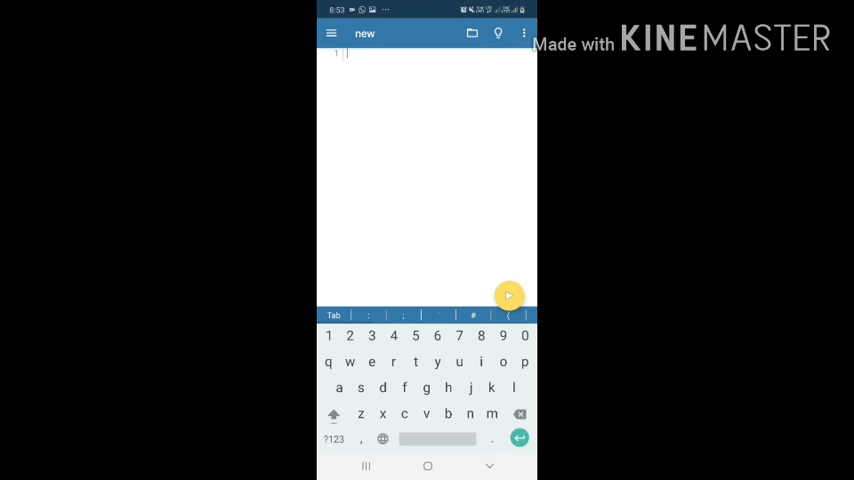 8:53
new
Made with KINEMASTER
1
Tab : ; ' # (
1 2 3 4 5 6 7 8 9 0
q w e r t y u i o p
a s d f g h j k l
z x c v b n m
?123 , .